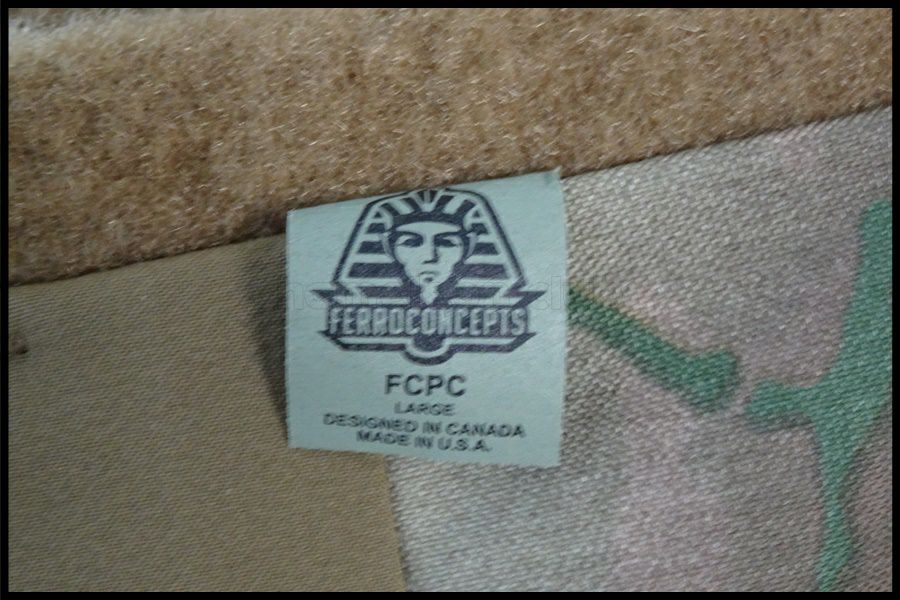 FERROCONCEPTS
FCPC
LARGE
DESIGNED IN CANADA
MADE IN U.S.A.